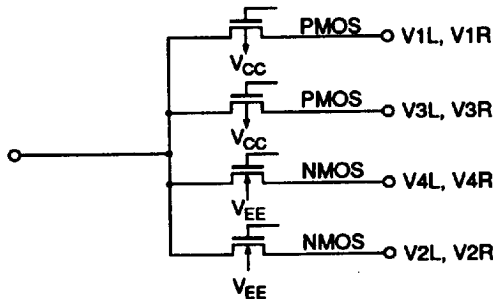 PMOS V1L, V1R
VCC
PMOS V3L, V3R
VCC
NMOS V4L, V4R
VEE
NMOS V2L, V2R
VEE